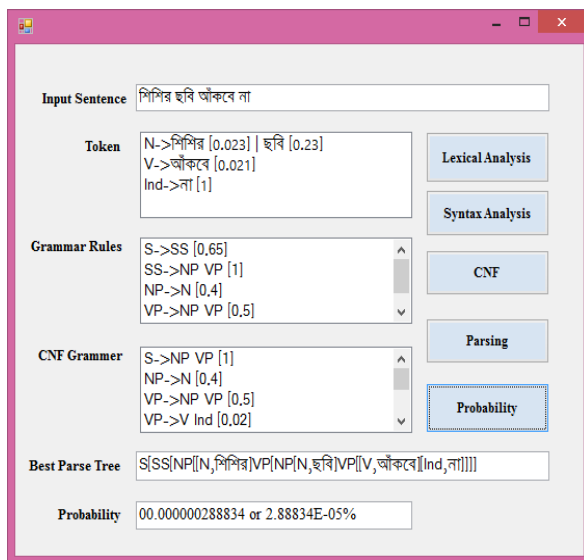 Input Sentence শিশির ছবি আঁকবে না
Token
N->শিশির [0.023] | ছবি [0.23]
V->আঁকবে [0.021]
Ind->না [1]
Lexical Analysis
Syntax Analysis
Grammar Rules
S->SS [0.65]
SS->NP VP [1]
NP->N [0.4]
VP->NP VP [0.5]
CNF
Parsing
CNF Grammer
S->NP VP [1]
NP->N [0.4]
VP->NP VP [0.5]
VP->V Ind [0.02]
Probability
Best Parse Tree S[SS[NP[[N,শিশির]VP[NP[N,ছবি]VP[[V,আঁকবে][Ind,না]]]]
Probability 00.000000288834 or 2.88834E-05%